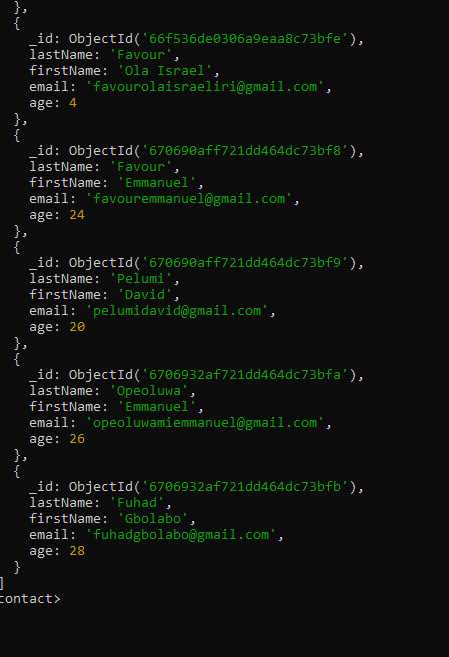 },
{
_id: ObjectId('66f536de0306a9eaa8c73bfe'),
lastName: 'Favour',
firstName: 'Ola Israel',
email: 'favourolaisraeliri@gmail.com',
age: 4
},
{
_id: ObjectId('670690aff721dd464dc73bf8'),
lastName: 'Favour',
firstName: 'Emmanuel',
email: 'favouremmanuel@gmail.com',
age: 24
},
{
_id: ObjectId('670690aff721dd464dc73bf9'),
lastName: 'Pelumi',
firstName: 'David',
email: 'pelumidavid@gmail.com',
age: 20
},
{
_id: ObjectId('6706932af721dd464dc73bfa'),
lastName: 'Opeoluwa',
firstName: 'Emmanuel',
email: 'opeoluwamiemmanuel@gmail.com',
age: 26
},
{
_id: ObjectId('6706932af721dd464dc73bfb'),
lastName: 'Fuhad',
firstName: 'Gbolabo',
email: 'fuhadgbolabo@gmail.com',
age: 28
}
]
contact>